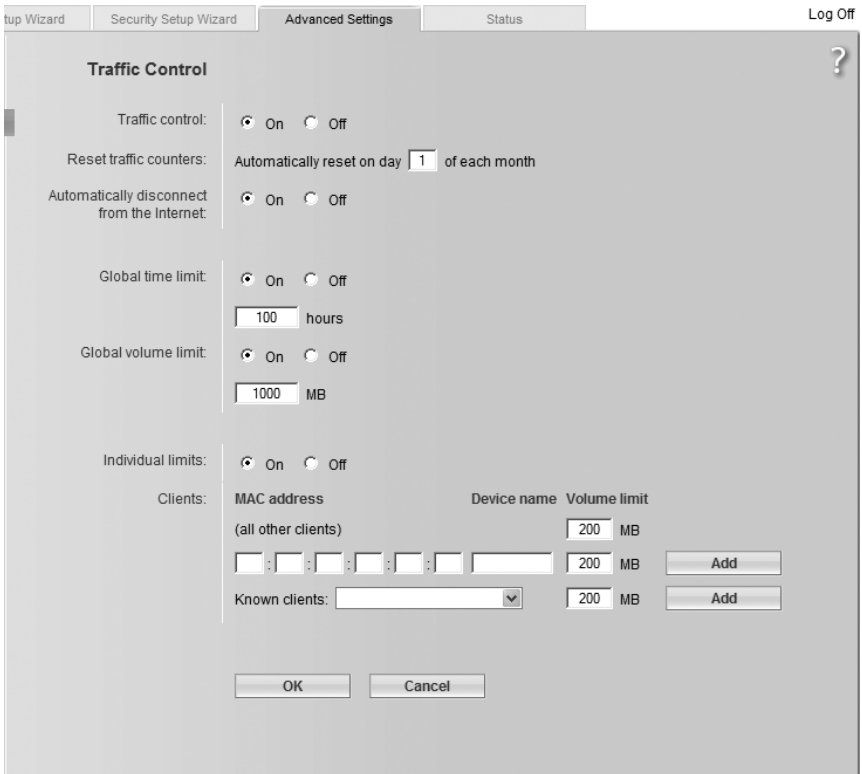 tup Wizard Security Setup Wizard Advanced Settings Status Log Off
?
Traffic Control
Traffic control: On Off
Reset traffic counters: Automatically reset on day 1 of each month
Automatically disconnect
from the Internet: On Off
Global time limit: On Off
100 hours
Global volume limit: On Off
1000 MB
Individual limits: On Off
Clients: MAC address Device name Volume limit
(all other clients) 200 MB
: : : : : 200 MB Add
Known clients: 200 MB Add
OK Cancel